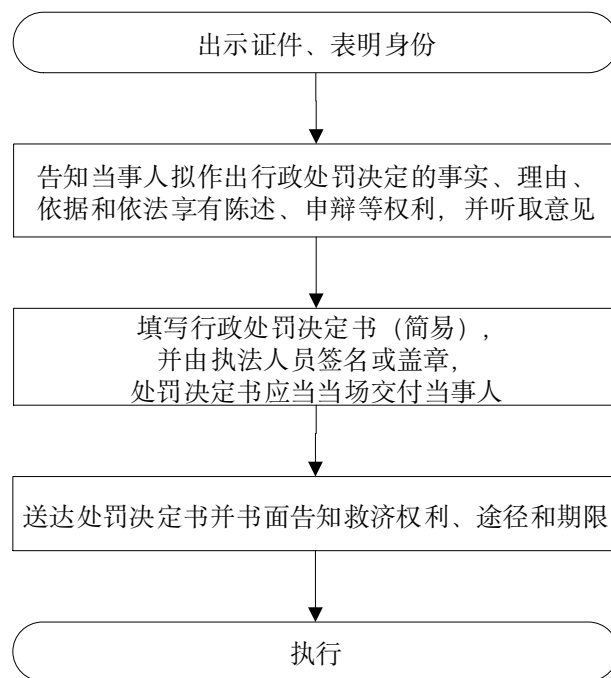 出示证件、表明身份
告知当事人拟作出行政处罚决定的事实、理由、
依据和依法享有陈述、申辩等权利，并听取意见
填写行政处罚决定书（简易），
并由执法人员签名或盖章，
处罚决定书应当当场交付当事人
送达处罚决定书并书面告知救济权利、途径和期限
执行